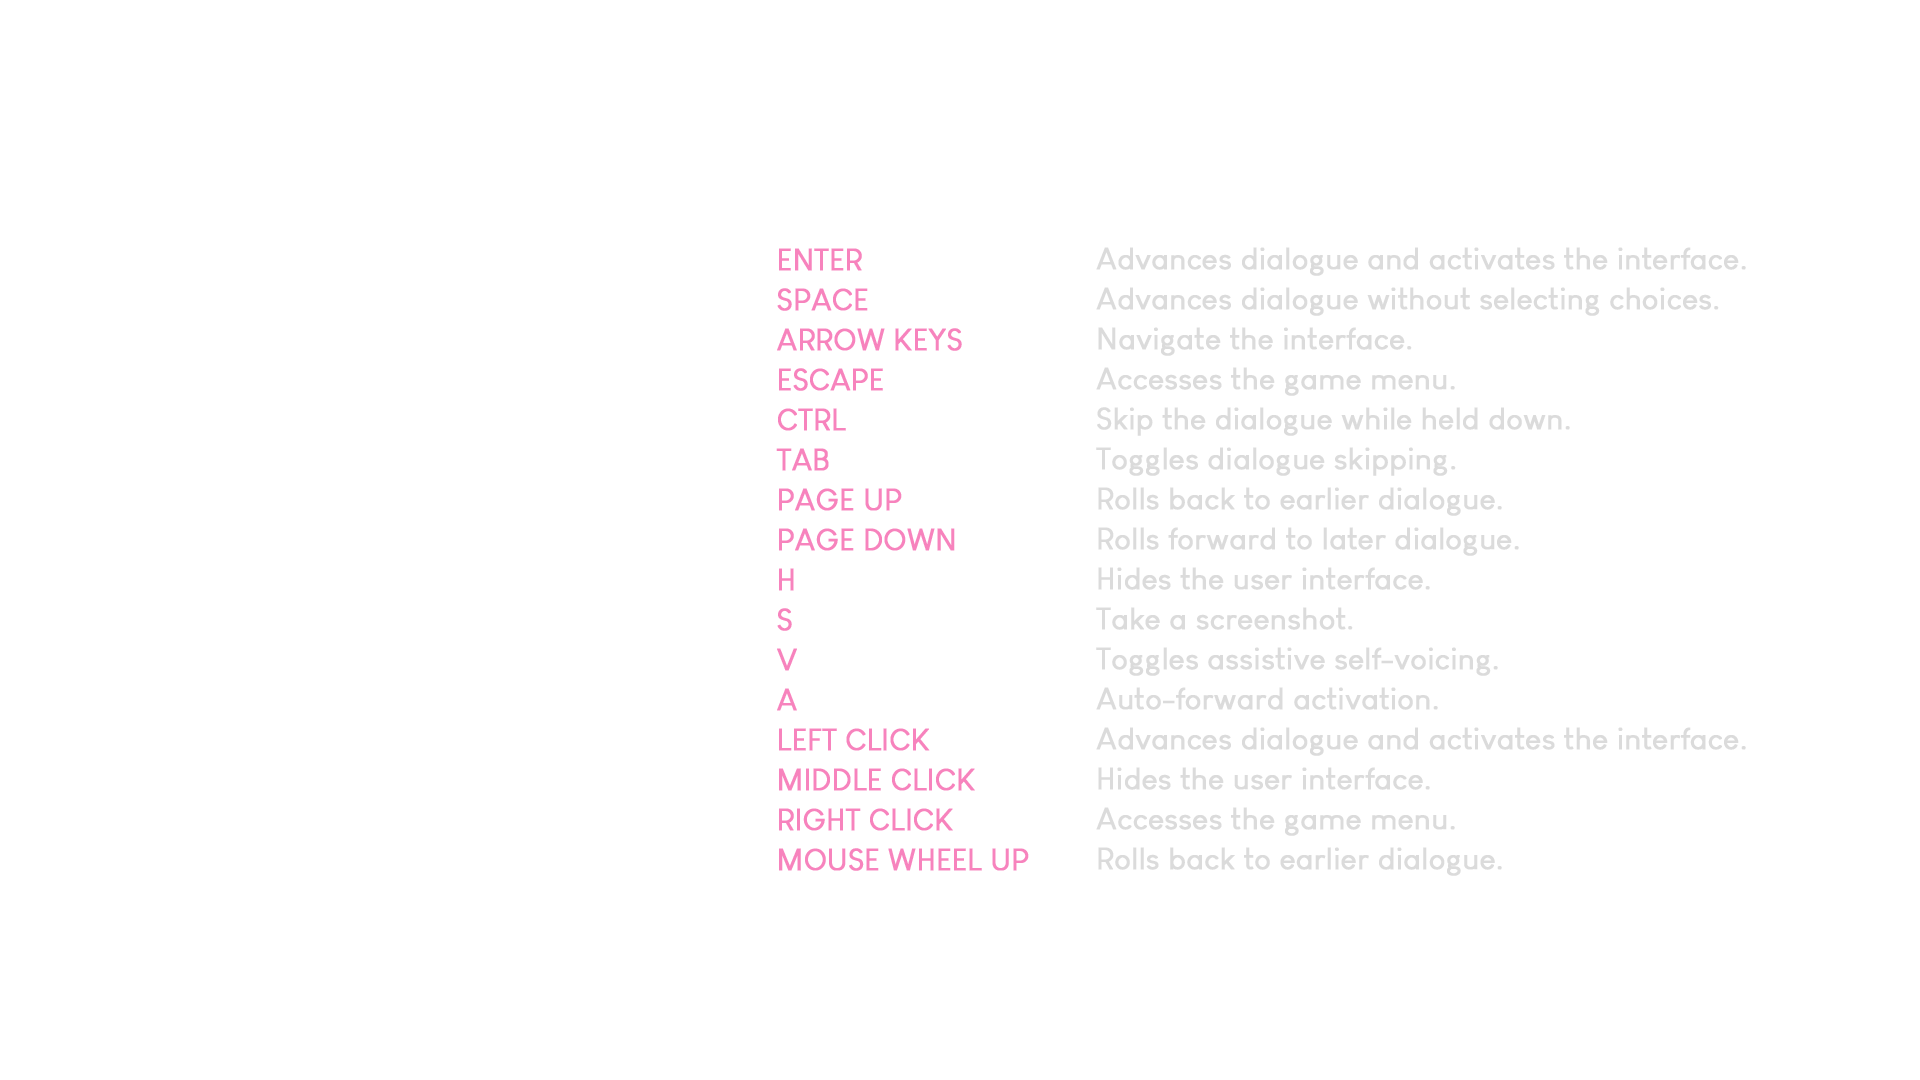 ENTER Advances dialogue and activates the interface.
SPACE Advances dialogue without selecting choices.
ARROW KEYS Navigate the interface.
ESCAPE Accesses the game menu.
CTRL Skip the dialogue while held down.
TAB Toggles dialogue skipping.
PAGE UP Rolls back to earlier dialogue.
PAGE DOWN Rolls forward to later dialogue.
H Hides the user interface.
S Take a screenshot.
V Toggles assistive self-voicing.
A Auto-forward activation.
LEFT CLICK Advances dialogue and activates the interface.
MIDDLE CLICK Hides the user interface.
RIGHT CLICK Accesses the game menu.
MOUSE WHEEL UP Rolls back to earlier dialogue.